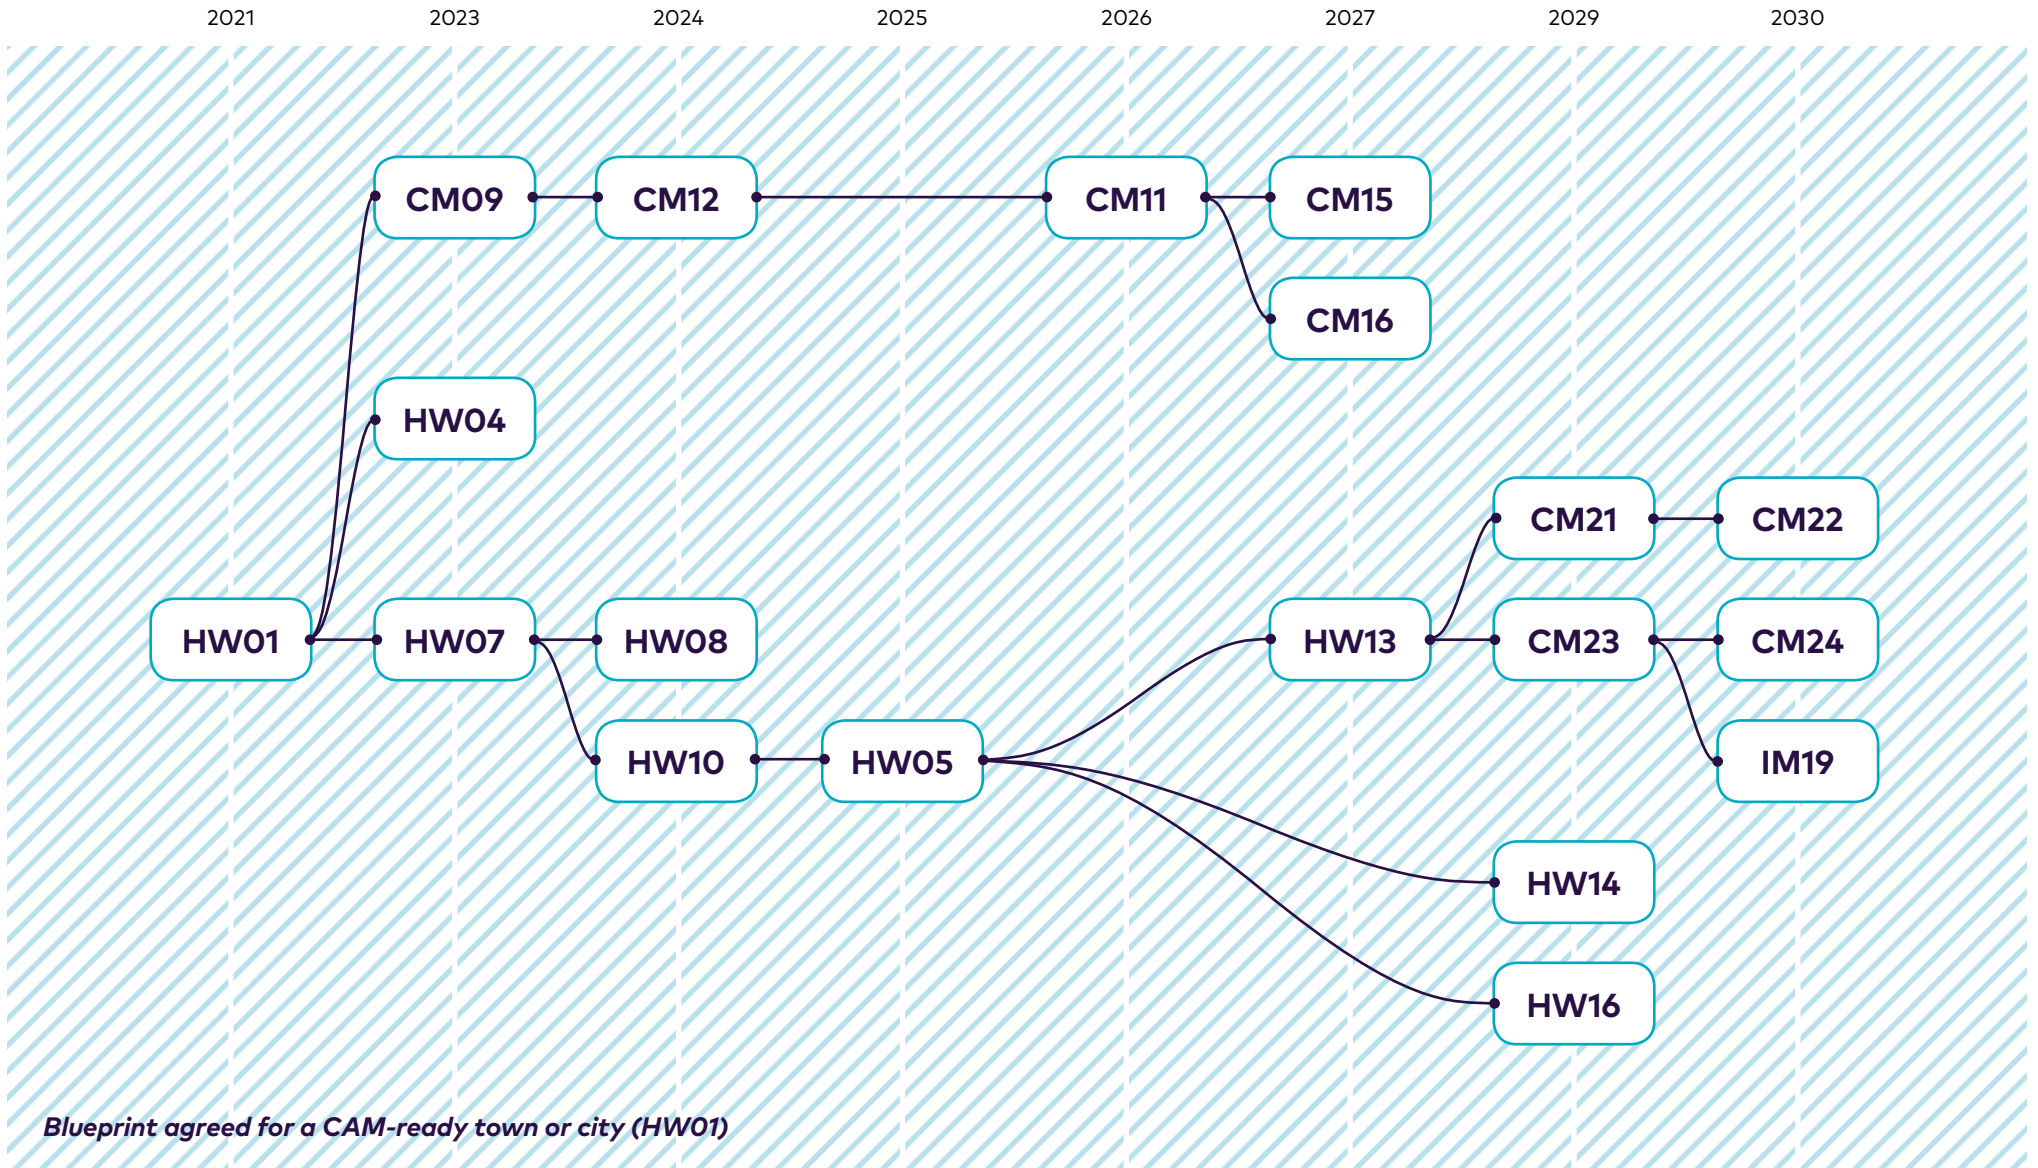 2021 2023 2024 2025 2026 2027 2029 2030
CM09 CM12 CM11 CM15
CM16
HW04
CM21 CM22
HW01 HW07 HW08 HW13 CM23 CM24
HW10 HW05 IM19
HW14
HW16
Blueprint agreed for a CAM-ready town or city (HW01)